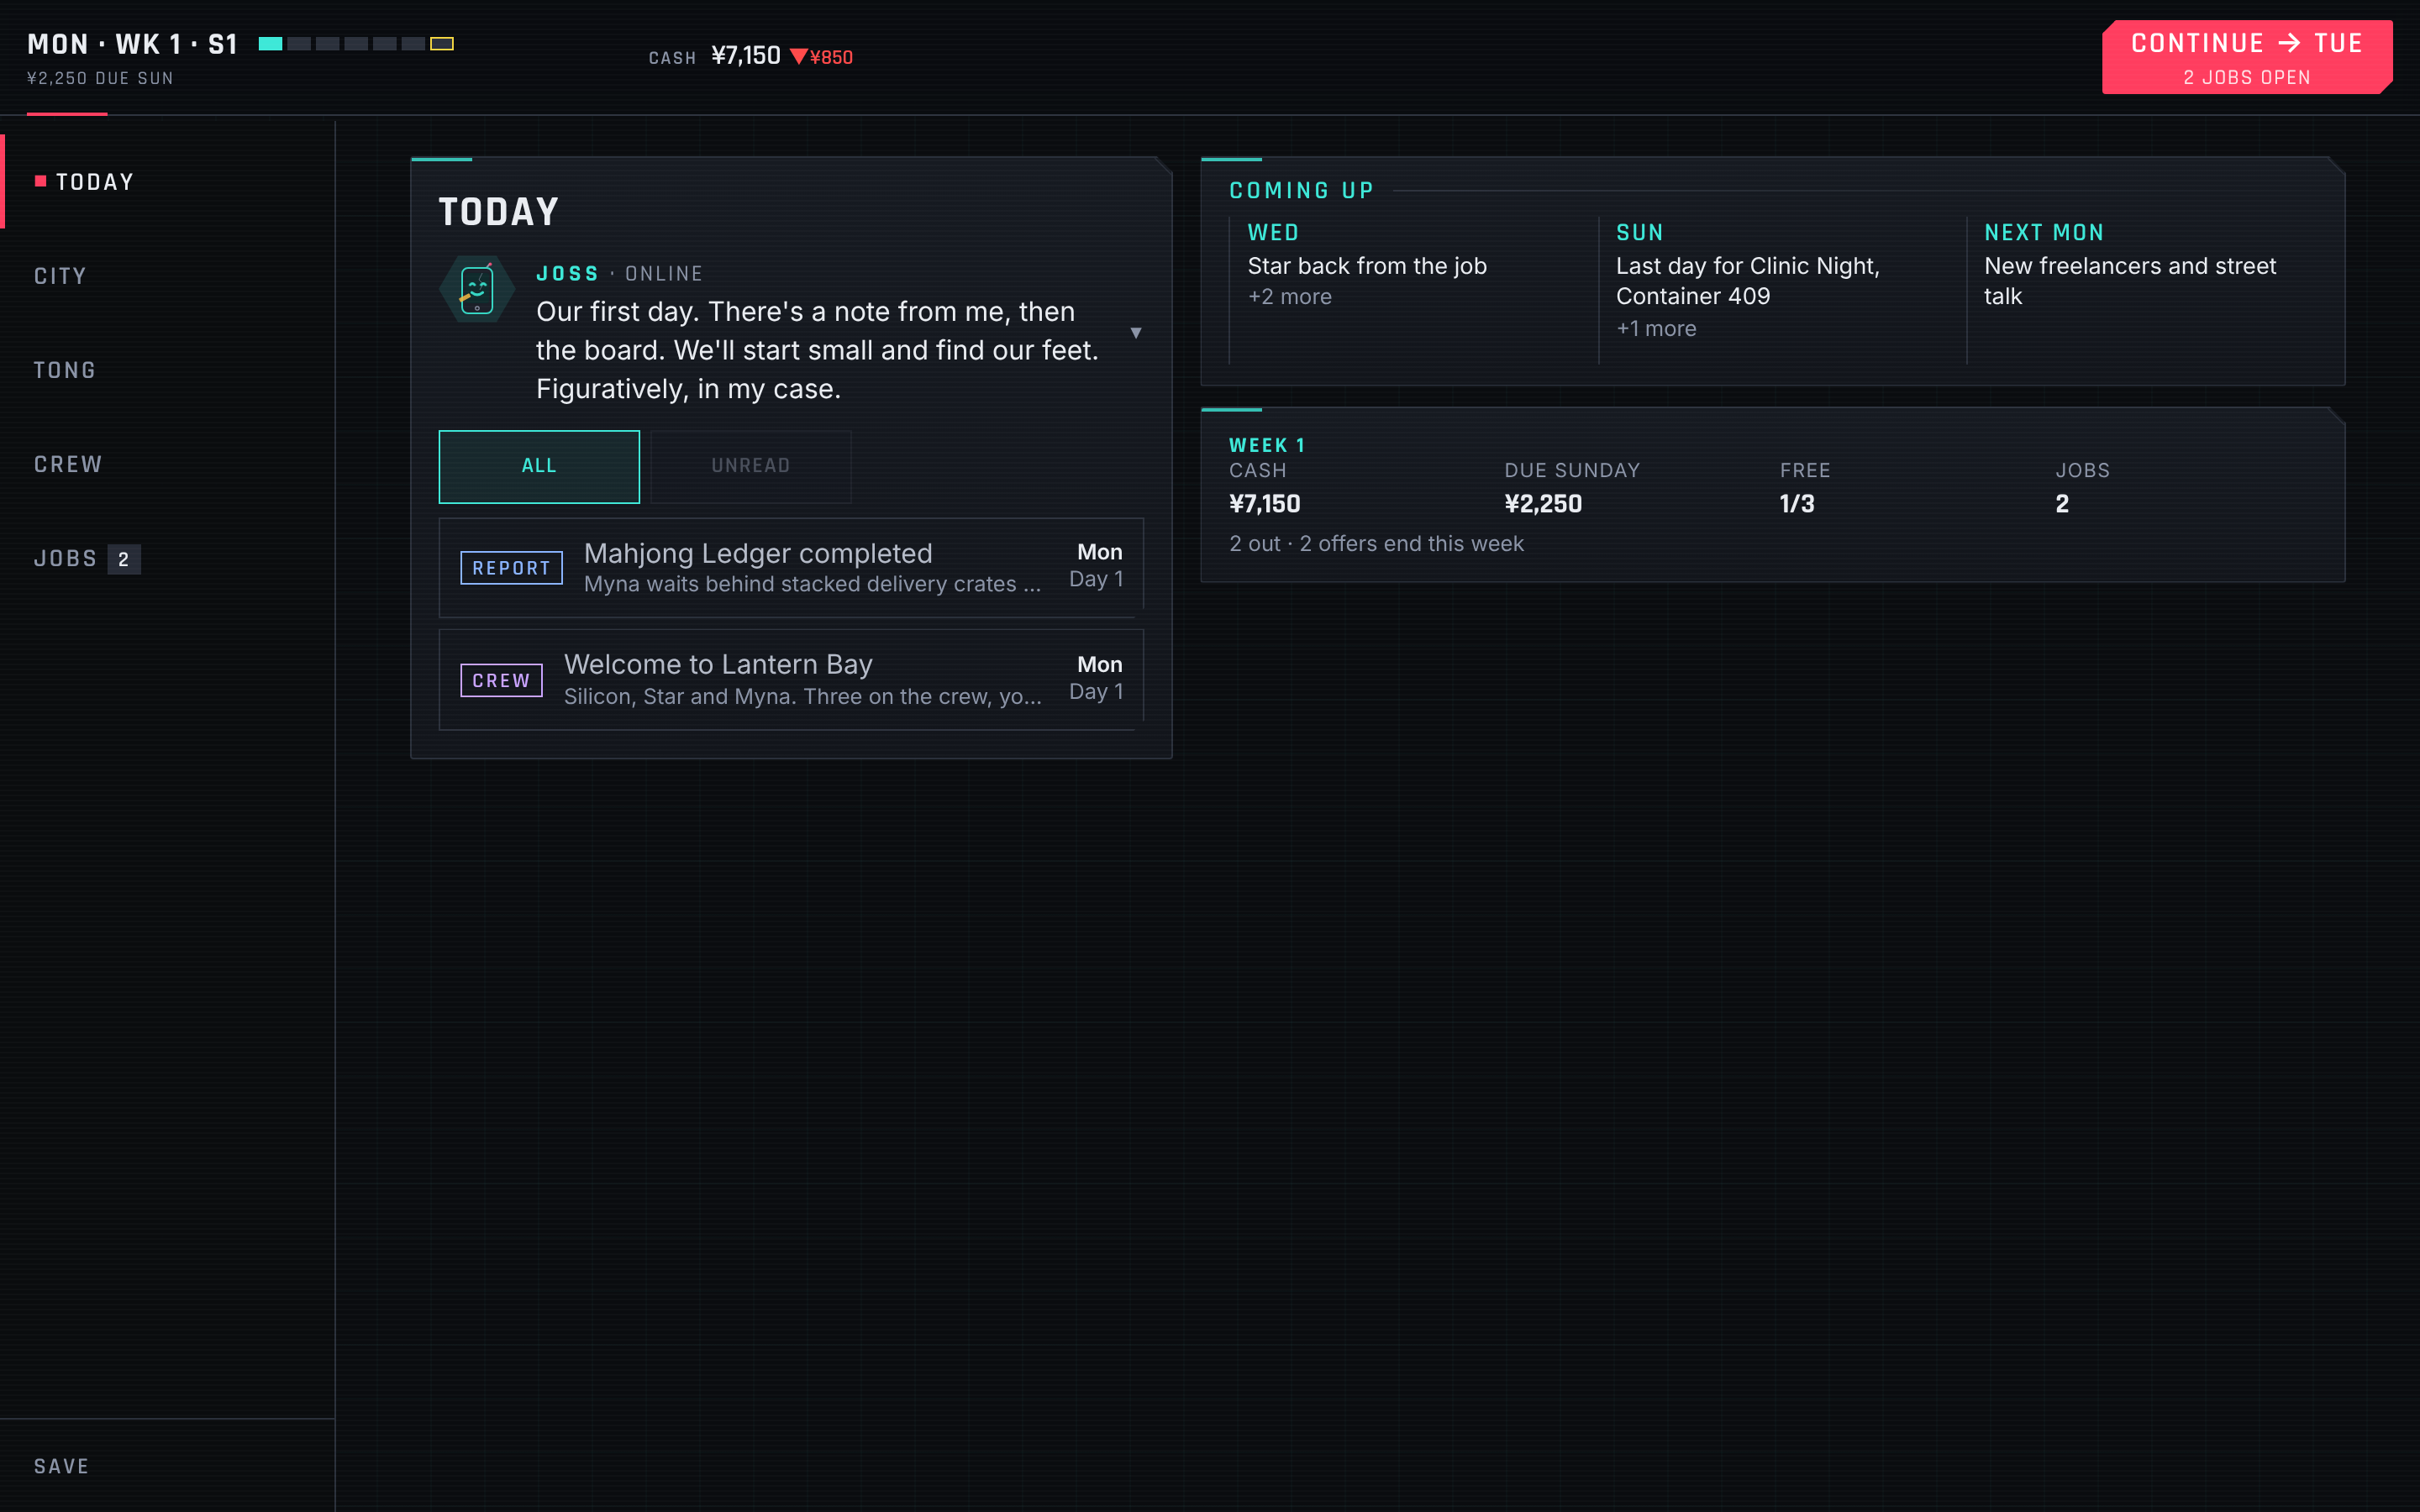 MON · WK 1 · S1
¥2,250 DUE SUN
CASH ¥7,150 ▼¥850
CONTINUE → TUE
2 JOBS OPEN
TODAY
CITY
TONG
CREW
JOBS 2
SAVE
TODAY
JOSS · ONLINE
Our first day. There's a note from me, then
the board. We'll start small and find our feet.
Figuratively, in my case.
▼
ALL
UNREAD
REPORT
Mahjong Ledger completed
Myna waits behind stacked delivery crates ...
Mon
Day 1
CREW
Welcome to Lantern Bay
Silicon, Star and Myna. Three on the crew, yo...
Mon
Day 1
COMING UP
WED
Star back from the job
+2 more
SUN
Last day for Clinic Night,
Container 409
+1 more
NEXT MON
New freelancers and street
talk
WEEK 1
CASH
¥7,150
DUE SUNDAY
¥2,250
FREE
1/3
JOBS
2
2 out · 2 offers end this week